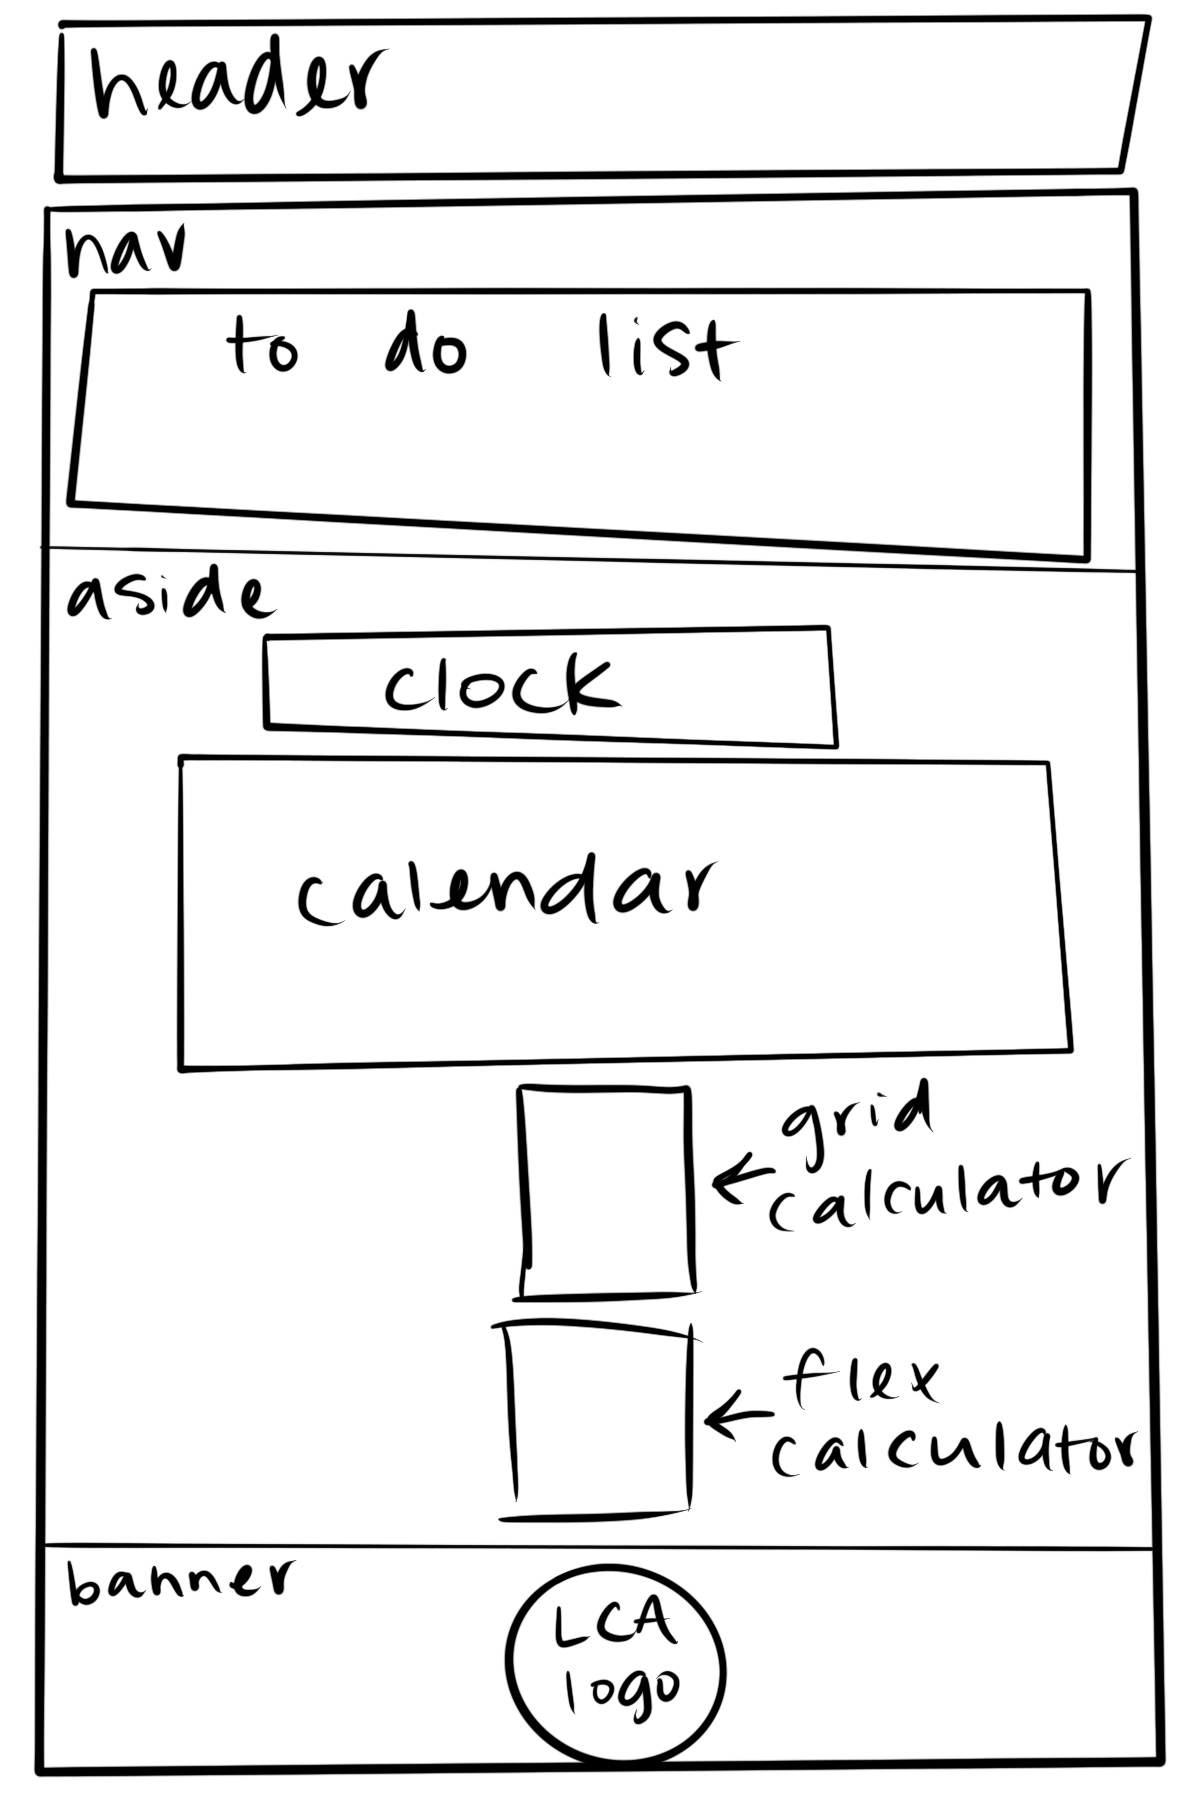 header
nav
to do list
aside
clock
calendar
grid
calculator
flex
calculator
banner
LCA
logo